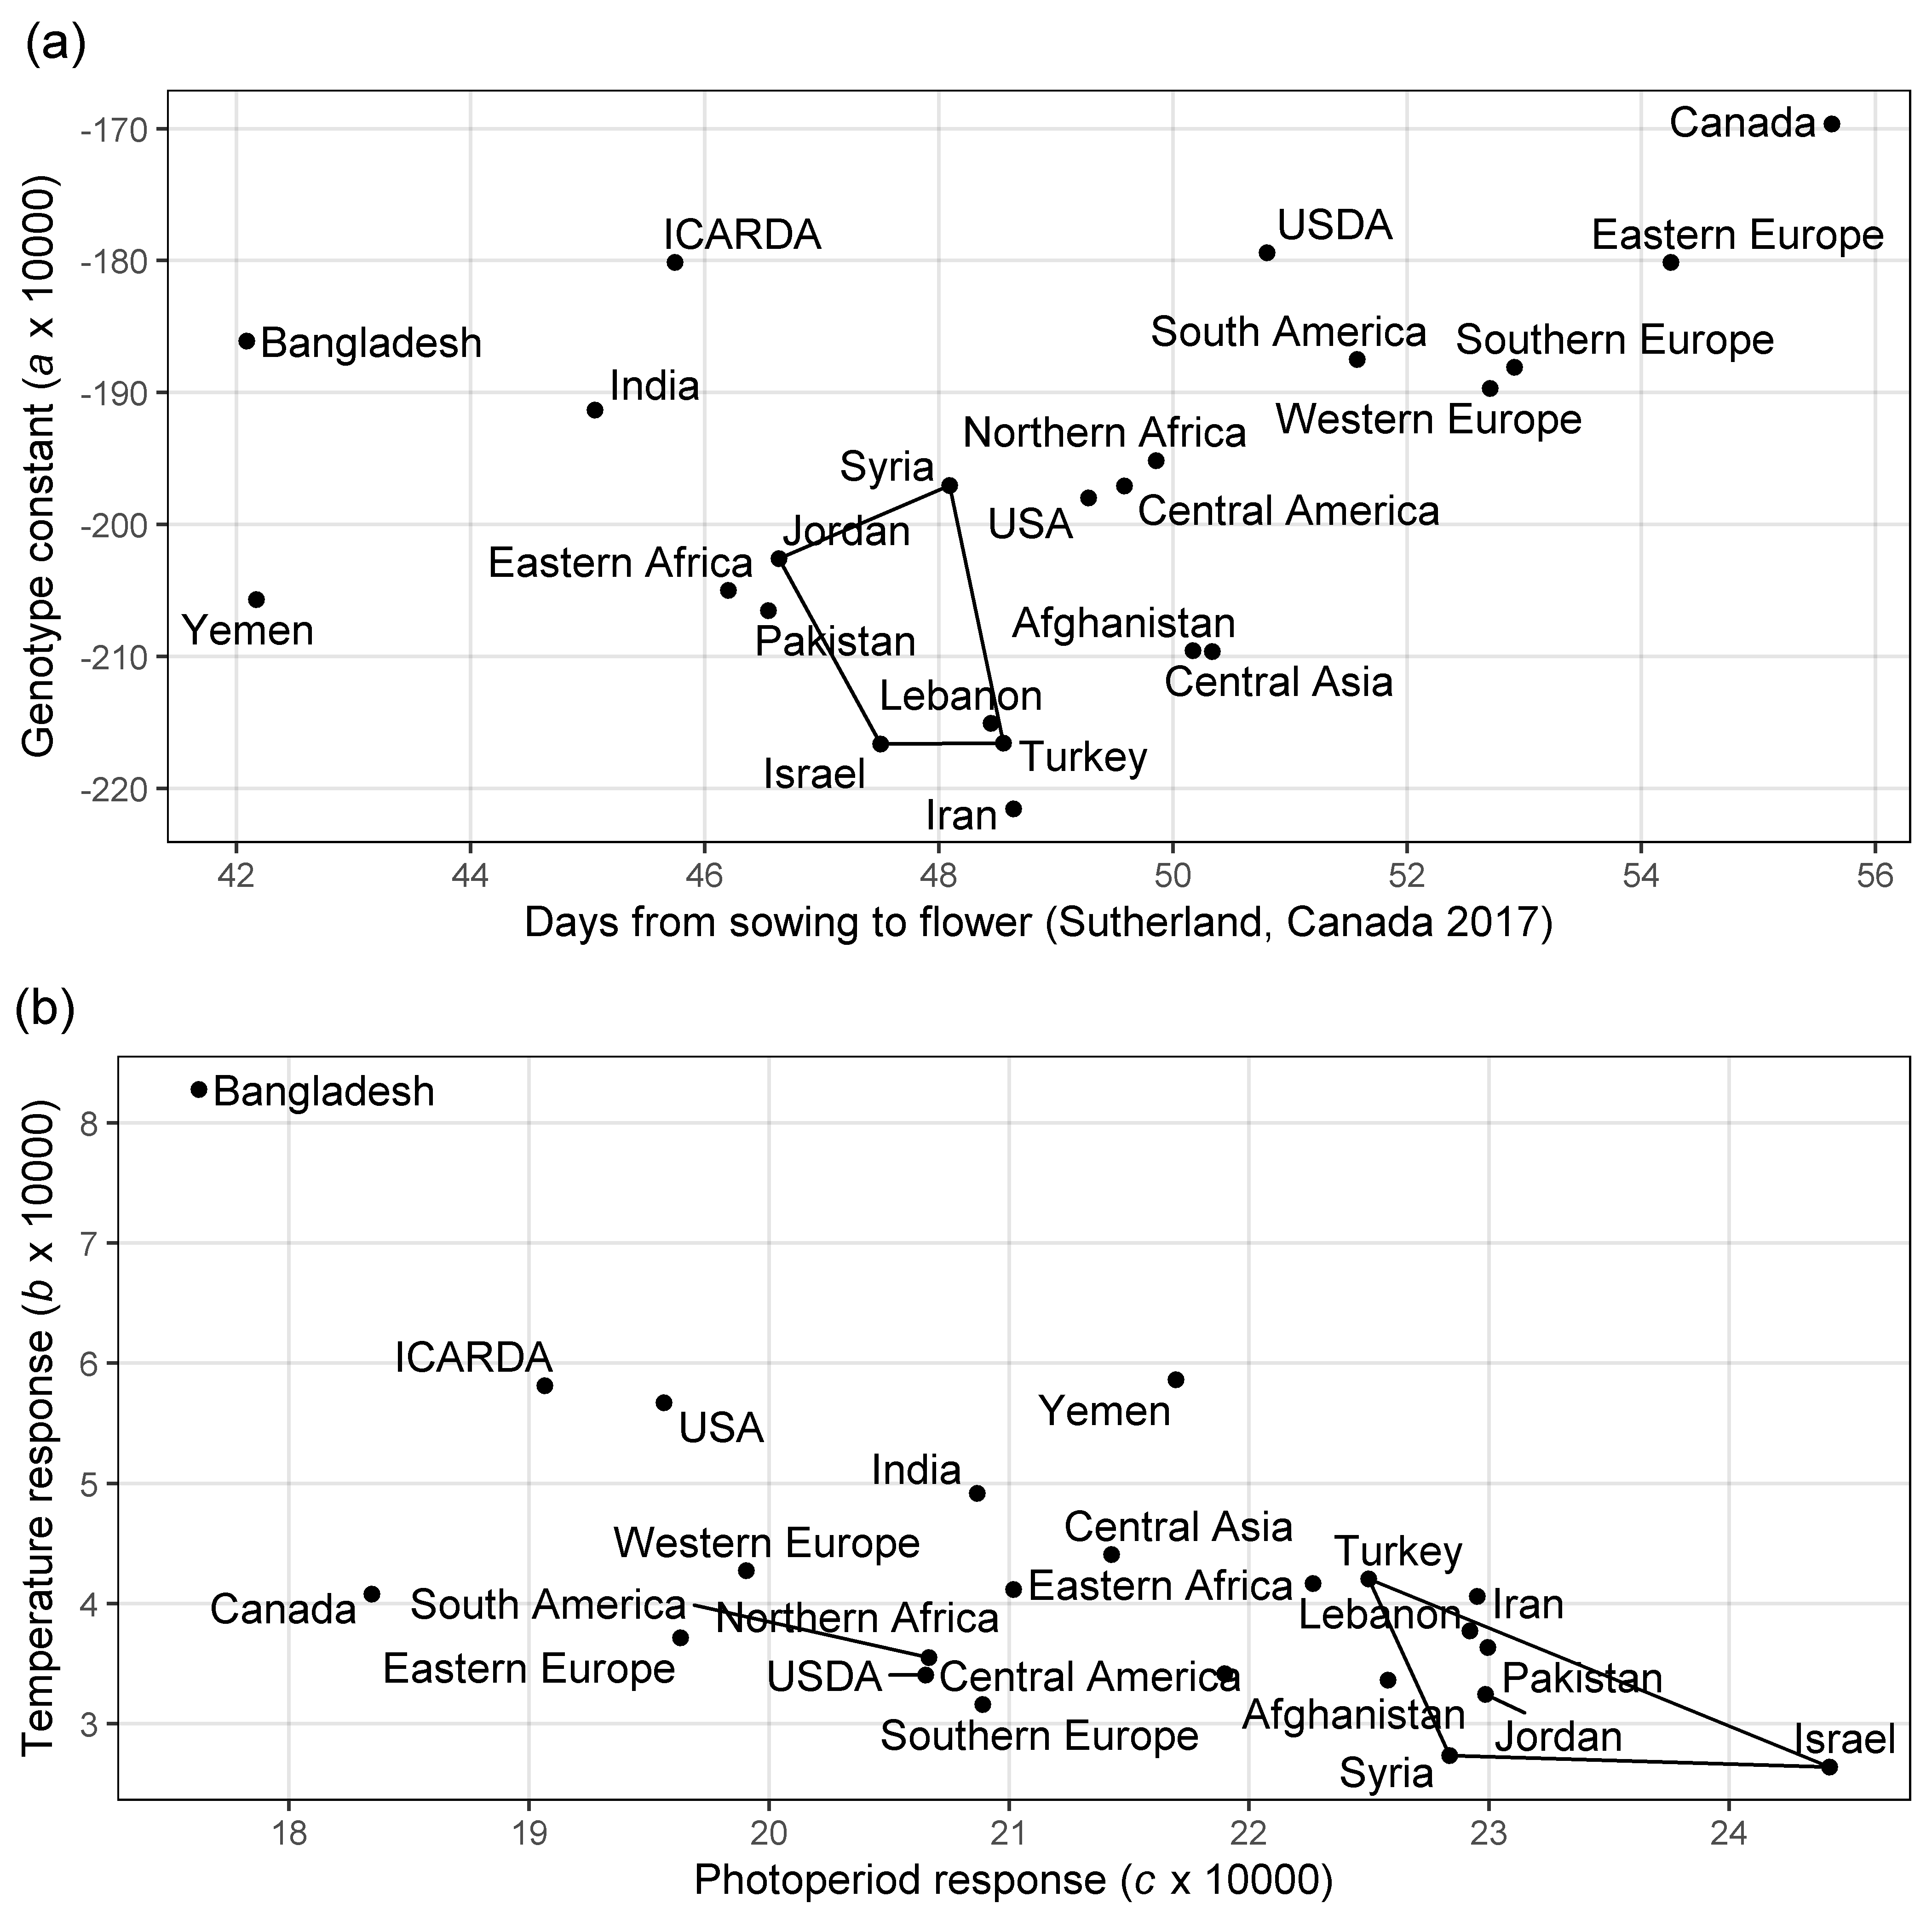 (a)
Genotype constant (a x 10000)
-170
-180
-190
-200
-210
-220
Canada
USDA
ICARDA
Eastern Europe
South America
Southern Europe
Bangladesh
India
Western Europe
Northern Africa
Syria
Central America
USA
Jordan
Eastern Africa
Afghanistan
Yemen
Pakistan
Central Asia
Lebanon
Turkey
Israel
Iran
42
44
46
48
50
52
54
56
Days from sowing to flower (Sutherland, Canada 2017)
(b)
Temperature response (b x 10000)
8
7
6
5
4
3
Bangladesh
ICARDA
Yemen
USA
India
Central Asia
Western Europe
Turkey
Eastern Africa
Canada
South America
Iran
Northern Africa
Lebanon
Eastern Europe
USDA
Central America
Pakistan
Afghanistan
Southern Europe
Jordan
Israel
Syria
18
19
20
21
22
23
24
Photoperiod response (c x 10000)